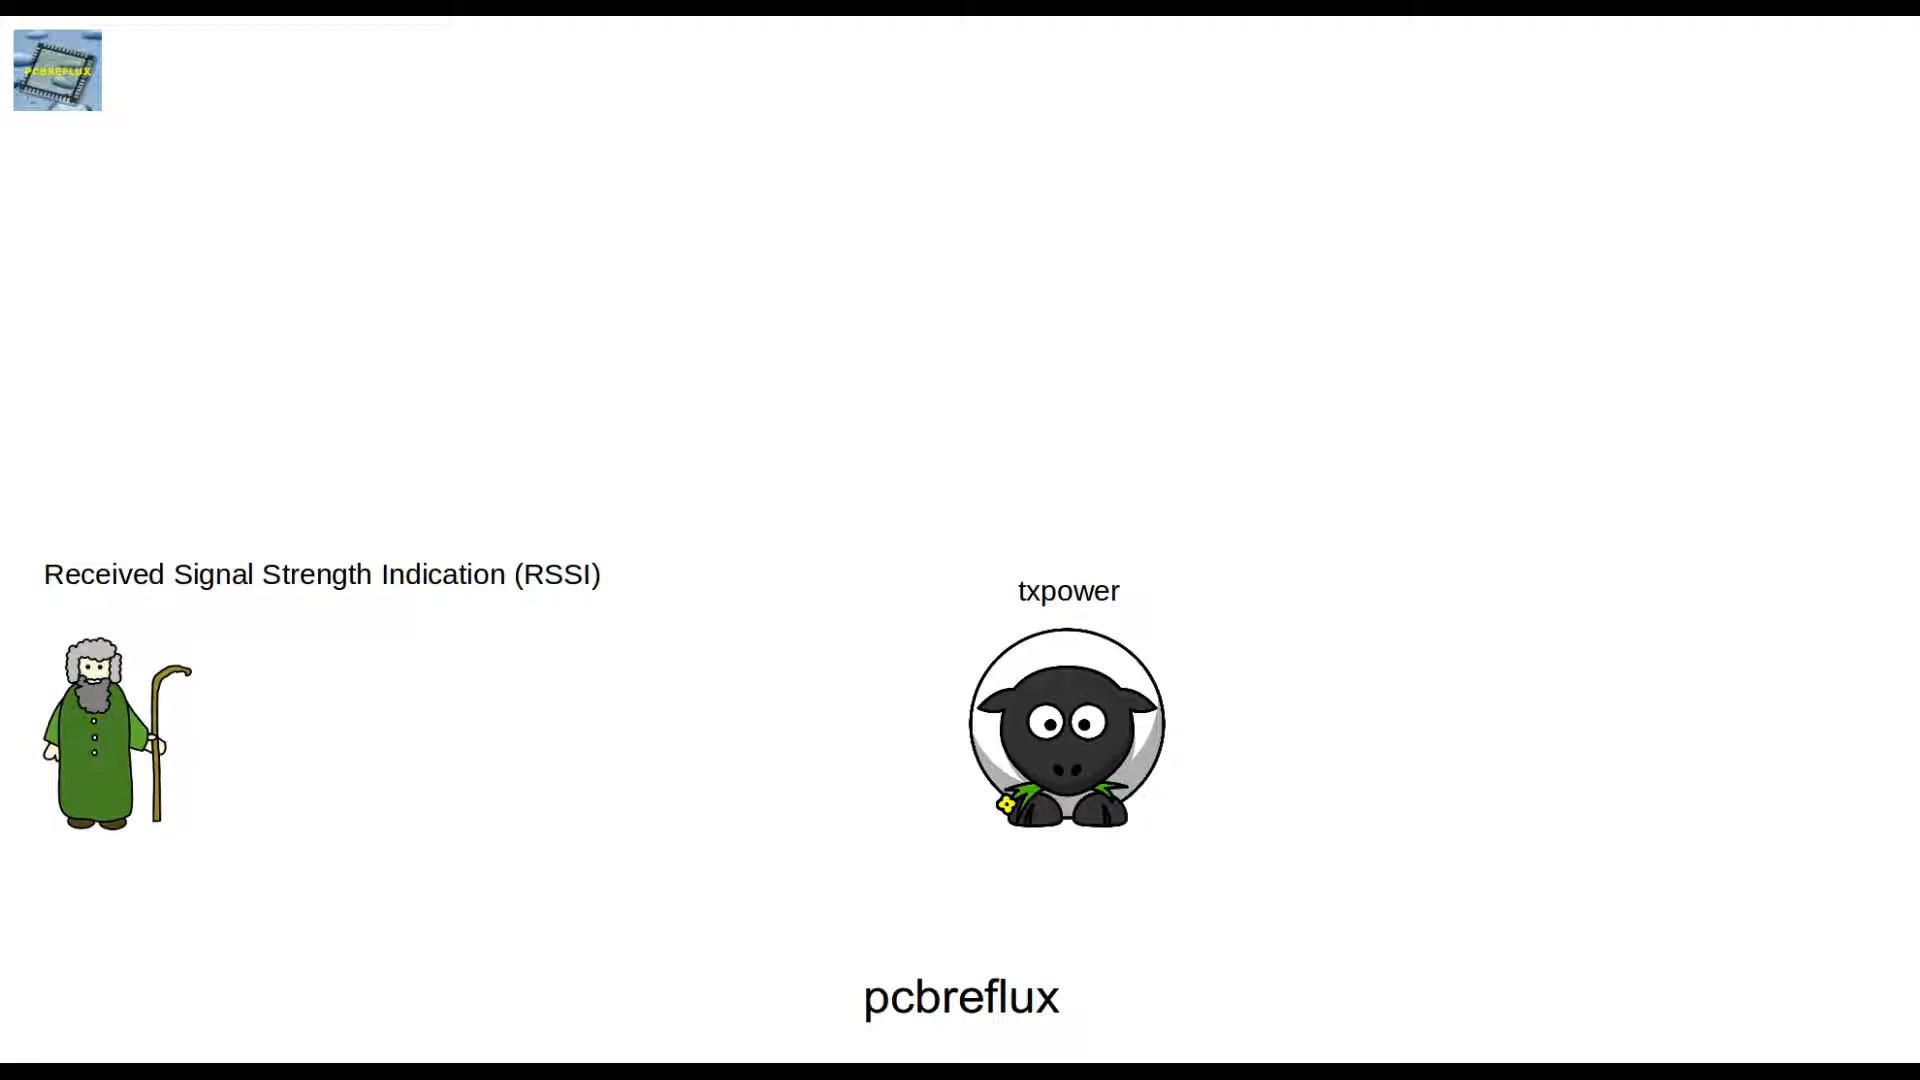 PCBREFLUX
Received Signal Strength Indication (RSSI)
txpower
pcbreflux